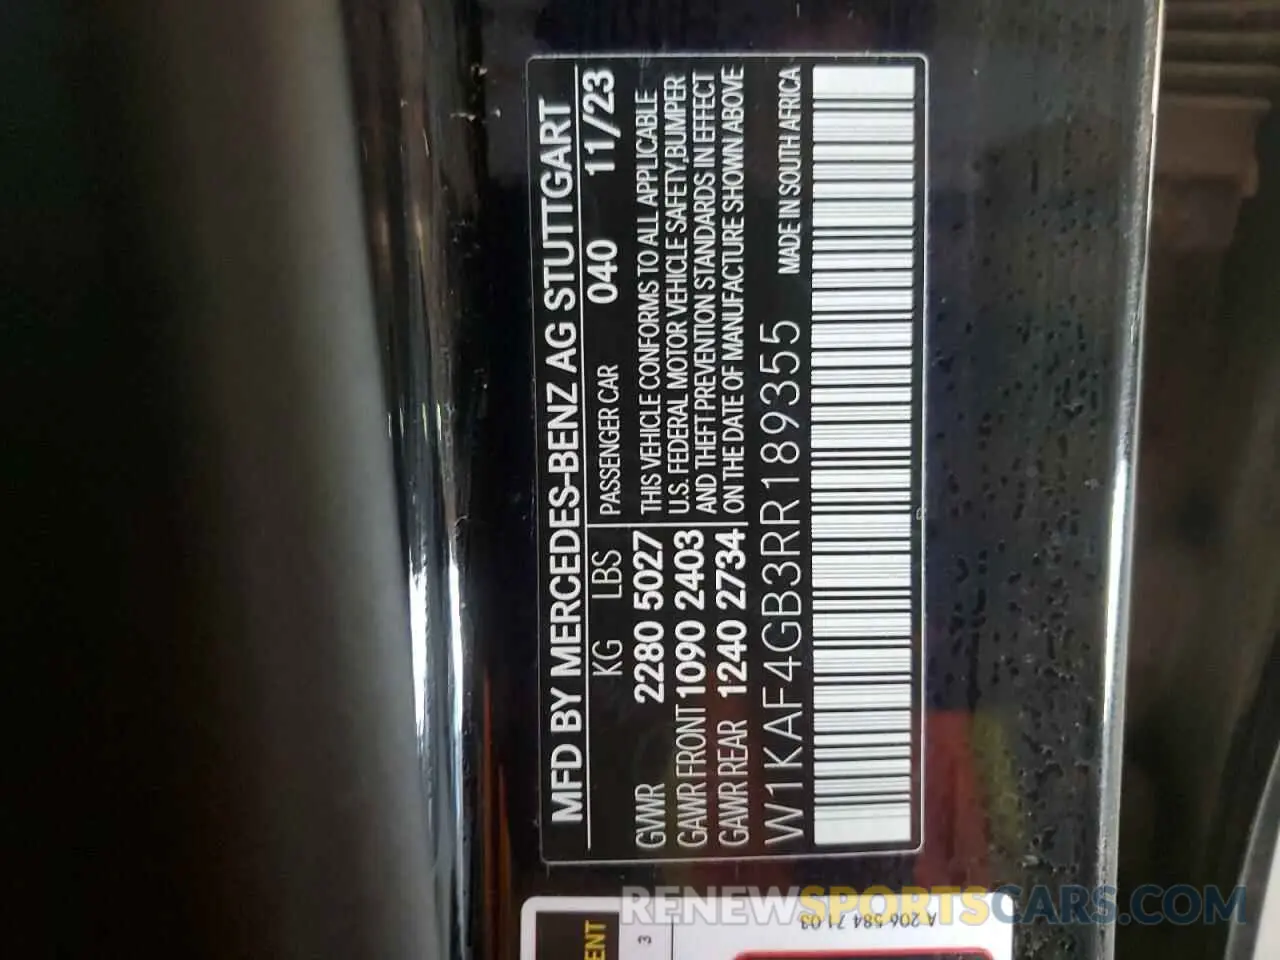 MFD BY MERCEDES-BENZ AG STUTTGART
KG LBS PASSENGER CAR 040 11/23
GVWR 2280 5027
GAWR FRONT 1090 2403
GAWR REAR 1240 2734
THIS VEHICLE CONFORMS TO ALL APPLICABLE
U.S. FEDERAL MOTOR VEHICLE SAFETY,BUMPER
AND THEFT PREVENTION STANDARDS IN EFFECT
ON THE DATE OF MANUFACTURE SHOWN ABOVE
W1KAF4GB3RR189355 MADE IN SOUTH AFRICA
ENT
3
A 206 584 71 03
RENEWSPORTSCARS.COM